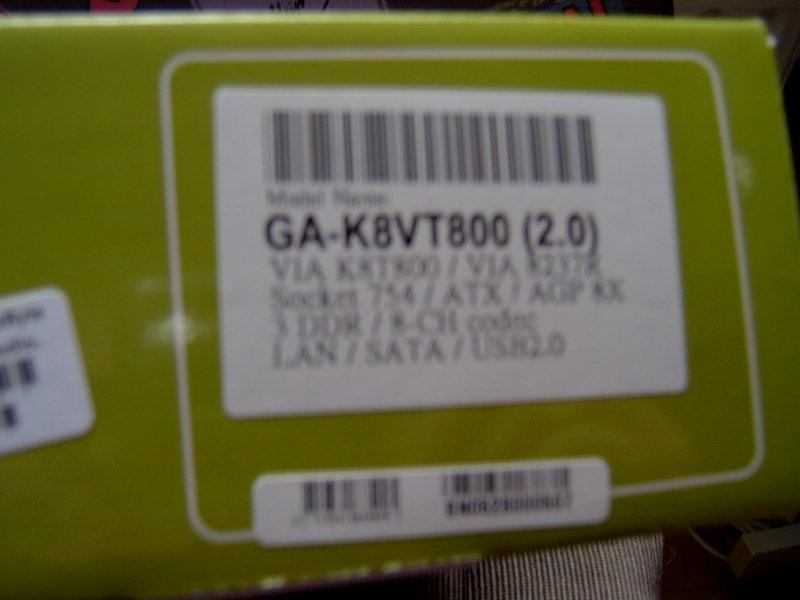 Model Name:
GA-K8VT800 (2.0)
VIA K8T800 / VIA 8237R
Socket 754 / ATX / AGP 8X
3 DDR / 8-CH codec
LAN / SATA / USB2.0